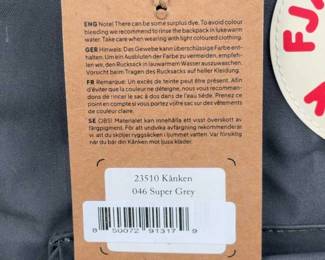 ENG Note! There can be some surplus dye. To avoid colour
bleeding we recommend to rinse the backpack in lukewarm
water. Take care when wearing with light coloured clothing.
GER Hinweis: Das Gewebe kann überschüssige Farbe ent
halten. Um ein Ausbluten der Farbe zu vermeiden, empfehlen
wir, den Rucksack in lauwarmem Wasser auszuwaschen.
Vorsicht beim Tragen des Rucksacks auf heller Kleidung.
FR Remarque: Un excès de teinte peut être présent. Afin
d'éviter que la couleur ne déteigne, nous vous recomman-
dons de rincer le sac à dos dans de l'eau tiède. Prenez ce
point en compte si vous portez votre sac sur des vêtements
de couleur claire.
SE OBS! Materialet kan innehålla ett visst överskott av
färgpigment. För att undvika avfärgning rekommenderar
vi att du sköljer ryggsäcken i ljummet vatten. Var försiktig
när du bär din Kånken mot ljusa kläder.
23510 Kånken
046 Super Grey
8 50072 91317 9
FJ